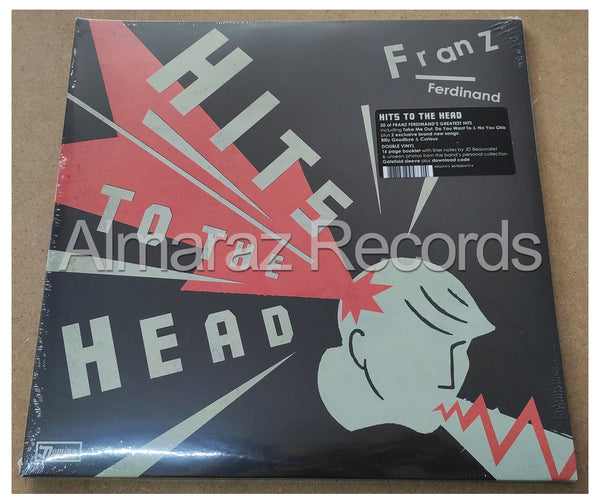 Franz
Ferdinand
HITS
TO THE
HEAD
HITS TO THE HEAD
20 of FRANZ FERDINAND'S GREATEST HITS
including Take Me Out, Do You Want To & No You Girls
plus 2 exclusive brand new songs:
Billy Goodbye & Curious
DOUBLE VINYL
16 page booklet with liner notes by JD Beauvallet
& unseen photos from the band's personal collection
Gatefold sleeve plus download code
Almaraz Records
Domino